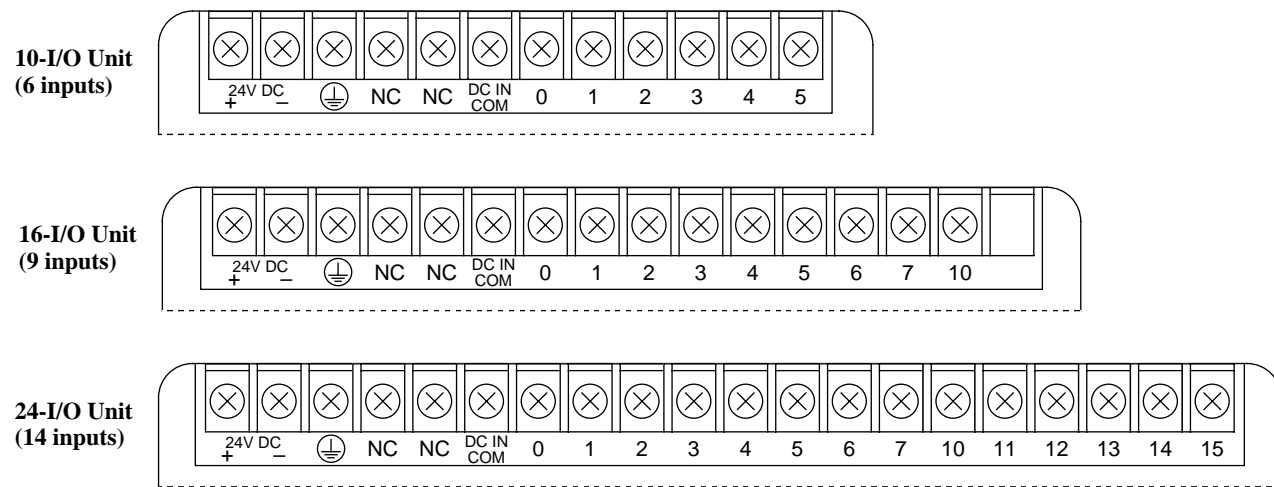 10-I/O Unit
(6 inputs)
24V DC
+ – NC NC DC IN COM 0 1 2 3 4 5
16-I/O Unit
(9 inputs)
24V DC
+ – NC NC DC IN COM 0 1 2 3 4 5 6 7 10
24-I/O Unit
(14 inputs)
24V DC
+ – NC NC DC IN COM 0 1 2 3 4 5 6 7 10 11 12 13 14 15